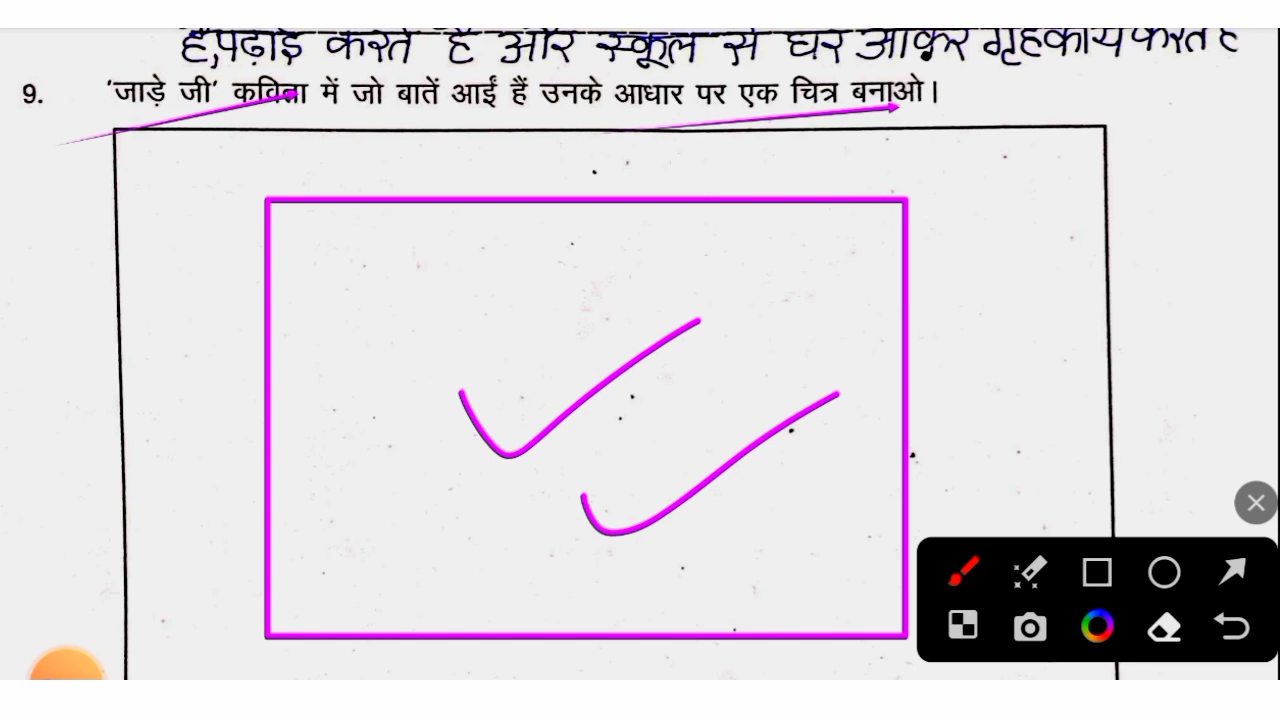 है,पढ़ाई करते है और स्कूल से घर आकर गृहकार्य करते है
9. 'जाड़े जी' कविता में जो बातें आईं हैं उनके आधार पर एक चित्र बनाओ।